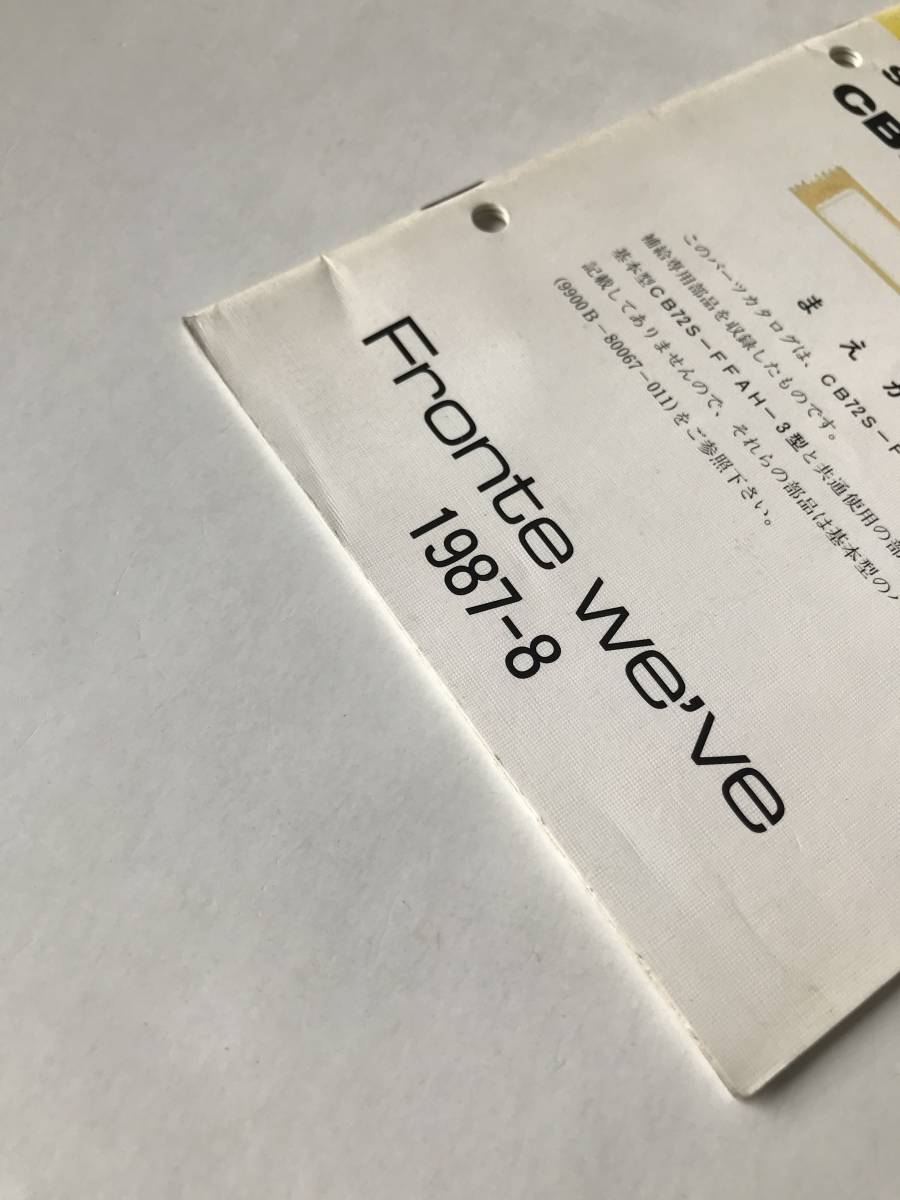 CB
まえが
このパーツカタログは、CB72S-F
補給専用部品を収録したものです。
基本型CB72S-FFAH-3型と共通使用の部
記載してありませんので、それらの部品は基本型の
(9900B-80067-011)をご参照下さい。
Fronte we've
1987-8